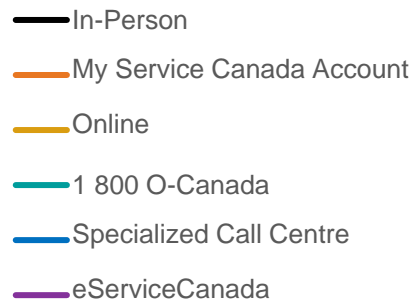 In-Person
My Service Canada Account
Online
1 800 O-Canada
Specialized Call Centre
eServiceCanada